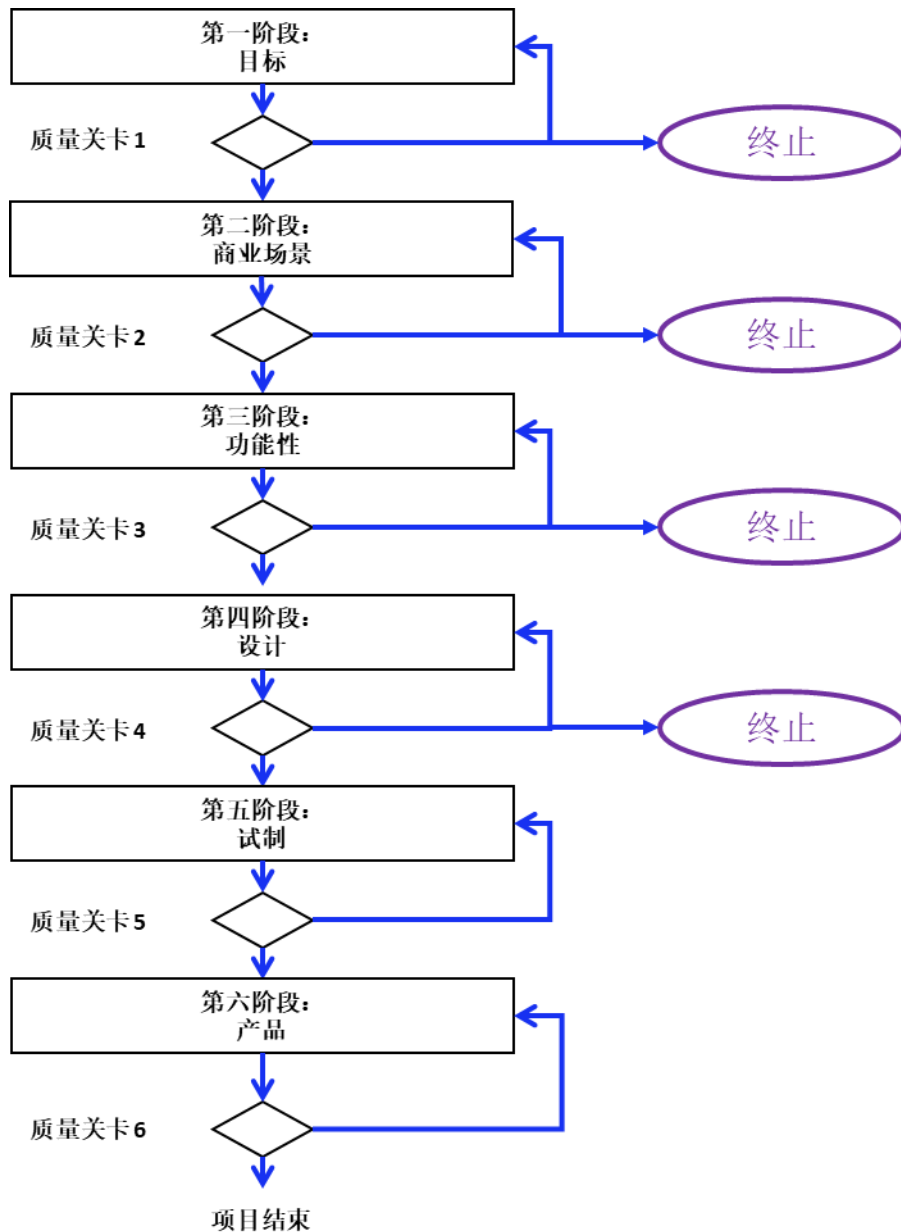 第一阶段：
目标
质量关卡1
终止
第二阶段：
商业场景
质量关卡2
终止
第三阶段：
功能性
质量关卡3
终止
第四阶段：
设计
质量关卡4
终止
第五阶段：
试制
质量关卡5
第六阶段：
产品
质量关卡6
项目结束